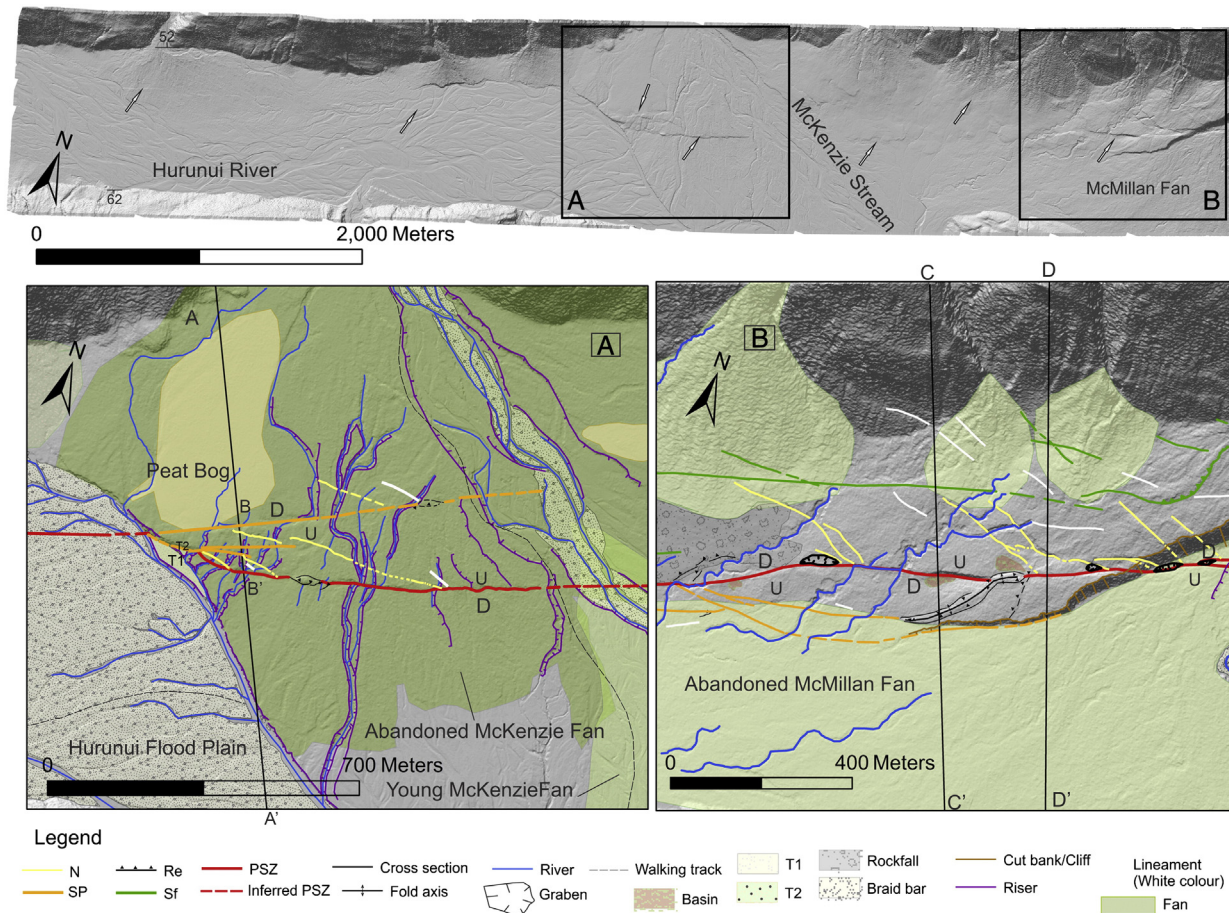 52
N
Hurunui River
62
A
McKenzie Stream
McMillan Fan
B
0
2,000 Meters
A
A
N
Peat Bog
B
D
U
T2
T1
B'
U
D
Abandoned McKenzie Fan
Hurunui Flood Plain
0
700 Meters
Young McKenzieFan
A'
C
D
B
N
D
U
U
D
D
U
Abandoned McMillan Fan
0
400 Meters
C'
D'
Legend
N
Re
PSZ
Cross section
River
Walking track
T1
Rockfall
Cut bank/Cliff
Lineament
(White colour)
SP
Sf
Inferred PSZ
Fold axis
Graben
Basin
T2
Braid bar
Riser
Fan